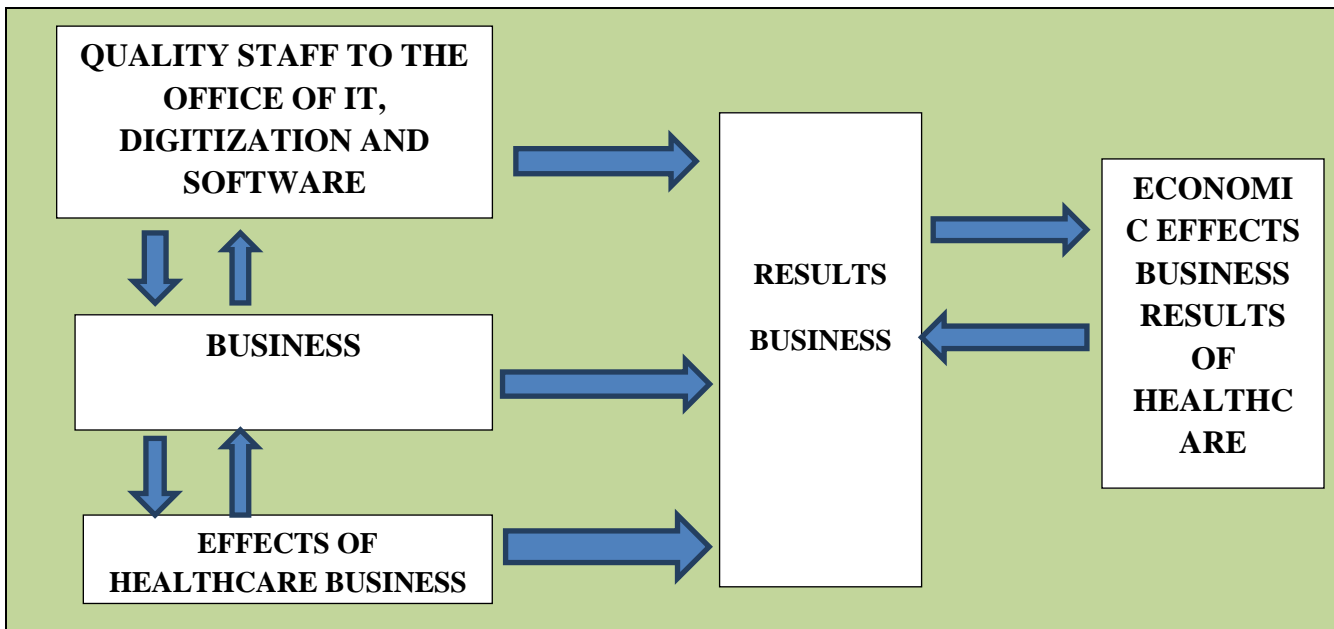 QUALITY STAFF TO THE
OFFICE OF IT,
DIGITIZATION AND
SOFTWARE
BUSINESS
EFFECTS OF
HEALTHCARE BUSINESS
RESULTS
BUSINESS
ECONOMI
C EFFECTS
BUSINESS
RESULTS
OF
HEALTHC
ARE